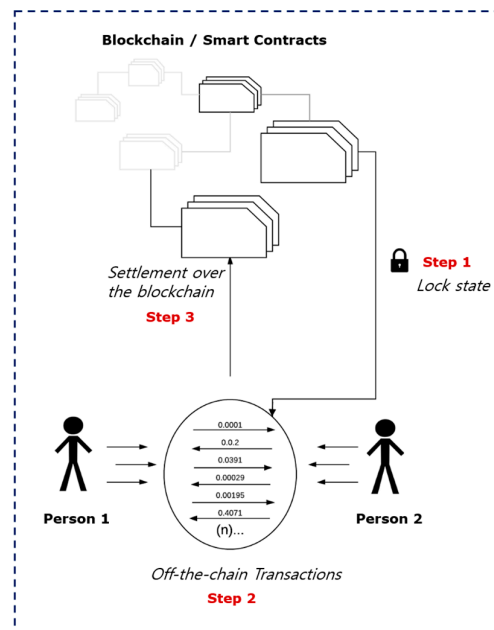 Blockchain / Smart Contracts
Step 1
Lock state
Settlement over
the blockchain
Step 3
0.0001
0.0.2
0.0391
0.00029
0.00195
0.4071
(n)...
Person 1
Person 2
Off-the-chain Transactions
Step 2